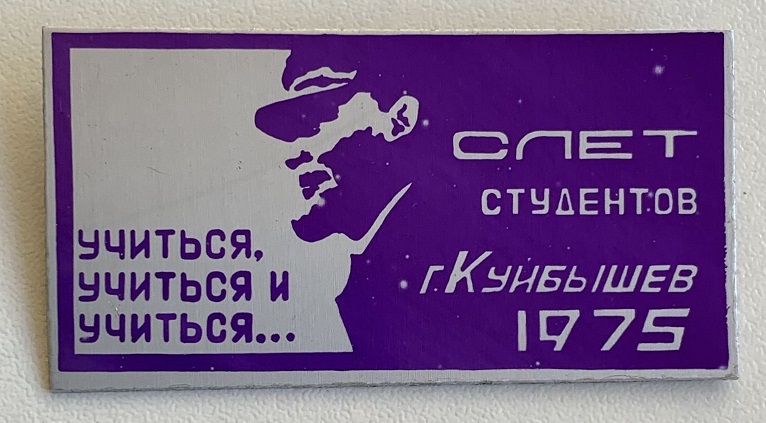 УЧИТЬСЯ,
УЧИТЬСЯ И
УЧИТЬСЯ...
СЛЕТ
СТУДЕНТОВ
г. КУЙБЫШЕВ
1975